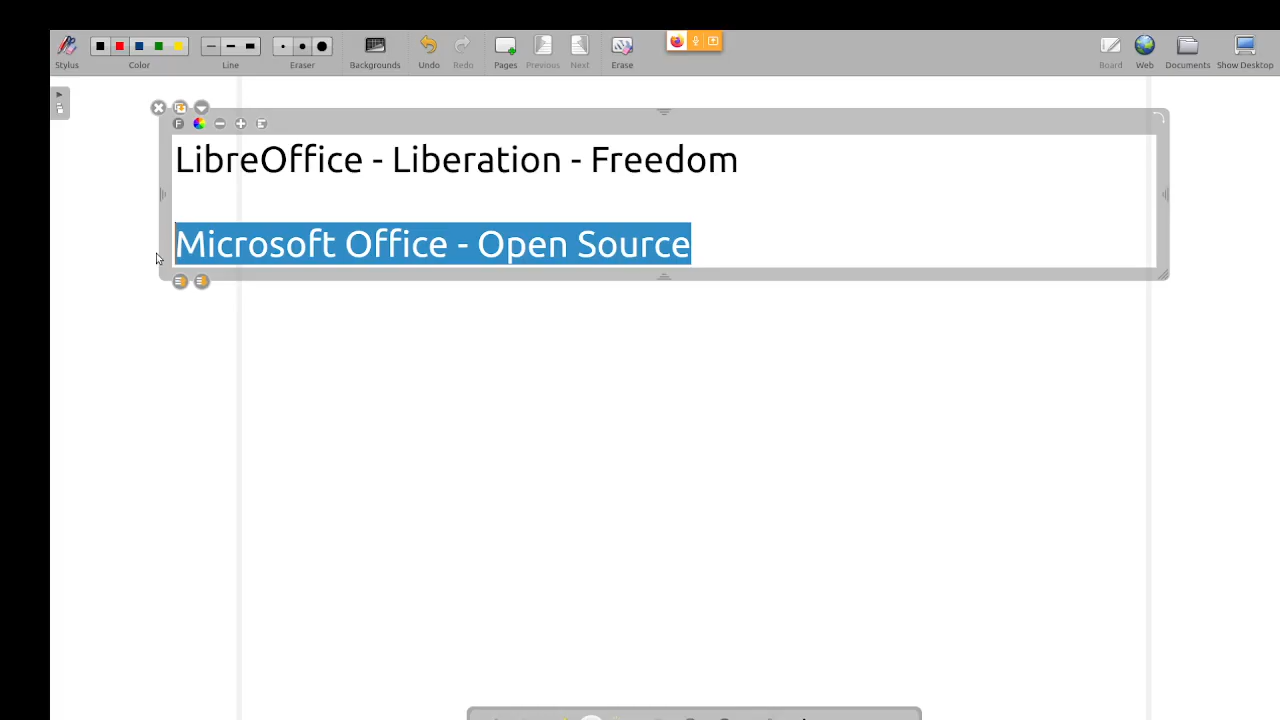 Stylus
Color
Line
Eraser
Backgrounds
Undo
Redo
Pages
Previous
Next
Erase
Board
Web
Documents
Show Desktop
F
LibreOffice - Liberation - Freedom
Microsoft Office - Open Source